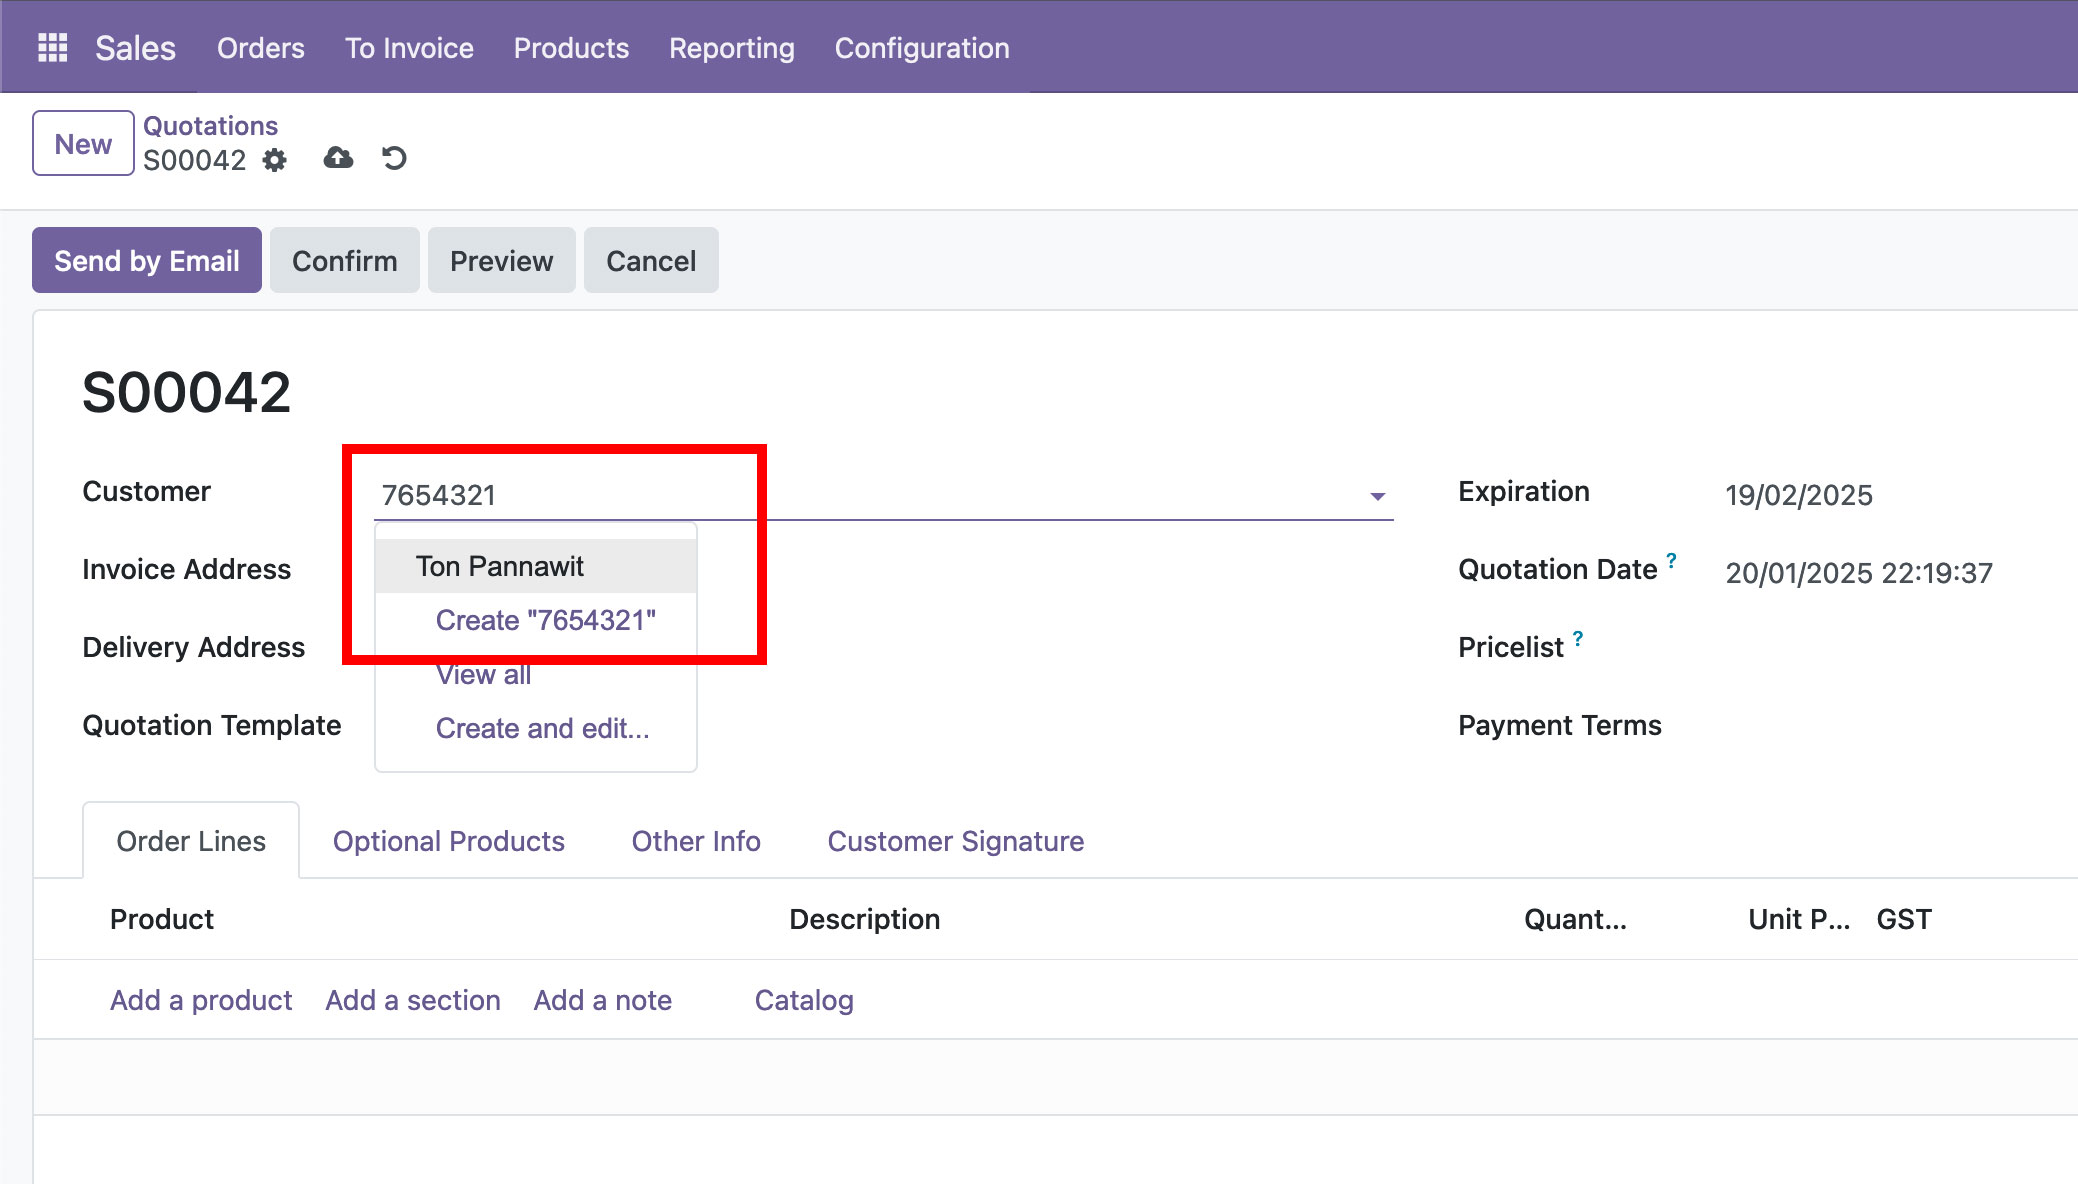 Sales Orders To Invoice Products Reporting Configuration
New Quotations
S00042
Send by Email Confirm Preview Cancel
S00042
Customer 7654321 Expiration 19/02/2025
Ton Pannawit
Invoice Address Quotation Date ? 20/01/2025 22:19:37
Create "7654321"
Delivery Address Pricelist ?
View all
Quotation Template Create and edit... Payment Terms
Order Lines Optional Products Other Info Customer Signature
Product Description Quant... Unit P... GST
Add a product Add a section Add a note Catalog